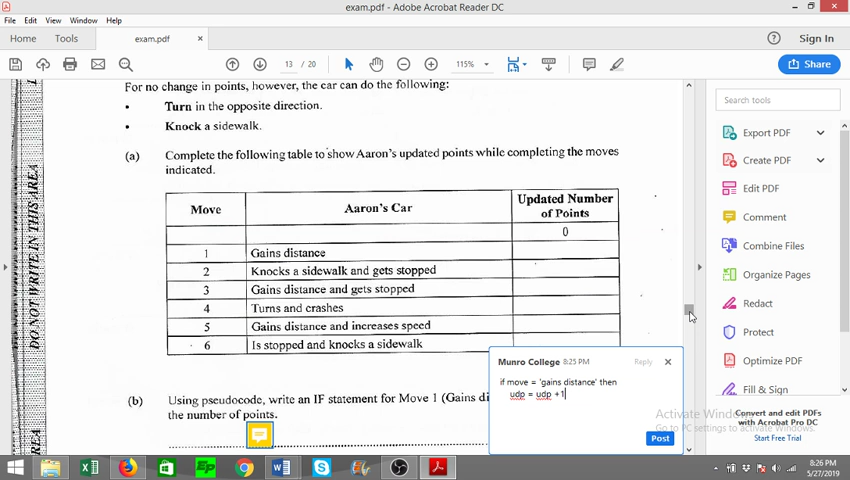 exam.pdf - Adobe Acrobat Reader DC
File Edit View Window Help
Home Tools exam.pdf × Sign In
13 / 20 115% Share
For no change in points, however, the car can do the following:
• Turn in the opposite direction.
• Knock a sidewalk.
(a) Complete the following table to show Aaron's updated points while completing the moves
indicated.
Move Aaron's Car Updated Number
of Points
0
1 Gains distance
2 Knocks a sidewalk and gets stopped
3 Gains distance and gets stopped
4 Turns and crashes
5 Gains distance and increases speed
6 Is stopped and knocks a sidewalk
(b) Using pseudocode, write an IF statement for Move 1 (Gains di
the number of points.
DO NOT WRITE IN THIS AREA
REA
Munro College 8:25 PM Reply ×
if move = 'gains distance' then
udp = udp +1
Post
Search tools
Export PDF
Create PDF
Edit PDF
Comment
Combine Files
Organize Pages
Redact
Protect
Optimize PDF
Fill & Sign
Convert and edit PDFs
with Acrobat Pro DC
Start Free Trial
Activate Windows
Go to PC settings to activate Windows.
8:26 PM
5/27/2019